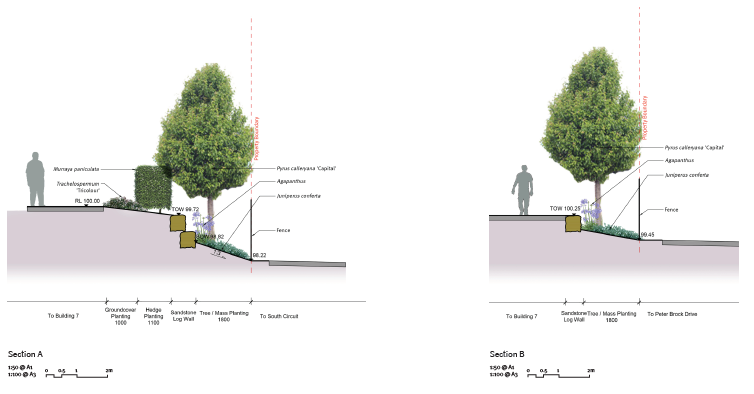 Property Boundary
Murraya paniculata
Trachelospermum
'Tricolour'
RL 100.00
TOW 99.72
98.22
Pyrus calleryana 'Capital'
Agapanthus
Juniperus conferta
Fence
To Building 7
Groundcover
Planting
1000
Hedge
Planting
1100
Sandstone
Log Wall
Tree / Mass Planting
1800
To South Circuit
Section A
1:50 @ A1
1:100 @ A3
0 0.5 1 2m
Property Boundary
TOW 100.25
99.45
Pyrus calleryana 'Capital'
Agapanthus
Juniperus conferta
Fence
To Building 7
Sandstone
Log Wall
Tree / Mass Planting
1800
To Peter Brock Drive
Section B
1:50 @ A1
1:100 @ A3
0 0.5 1 2m